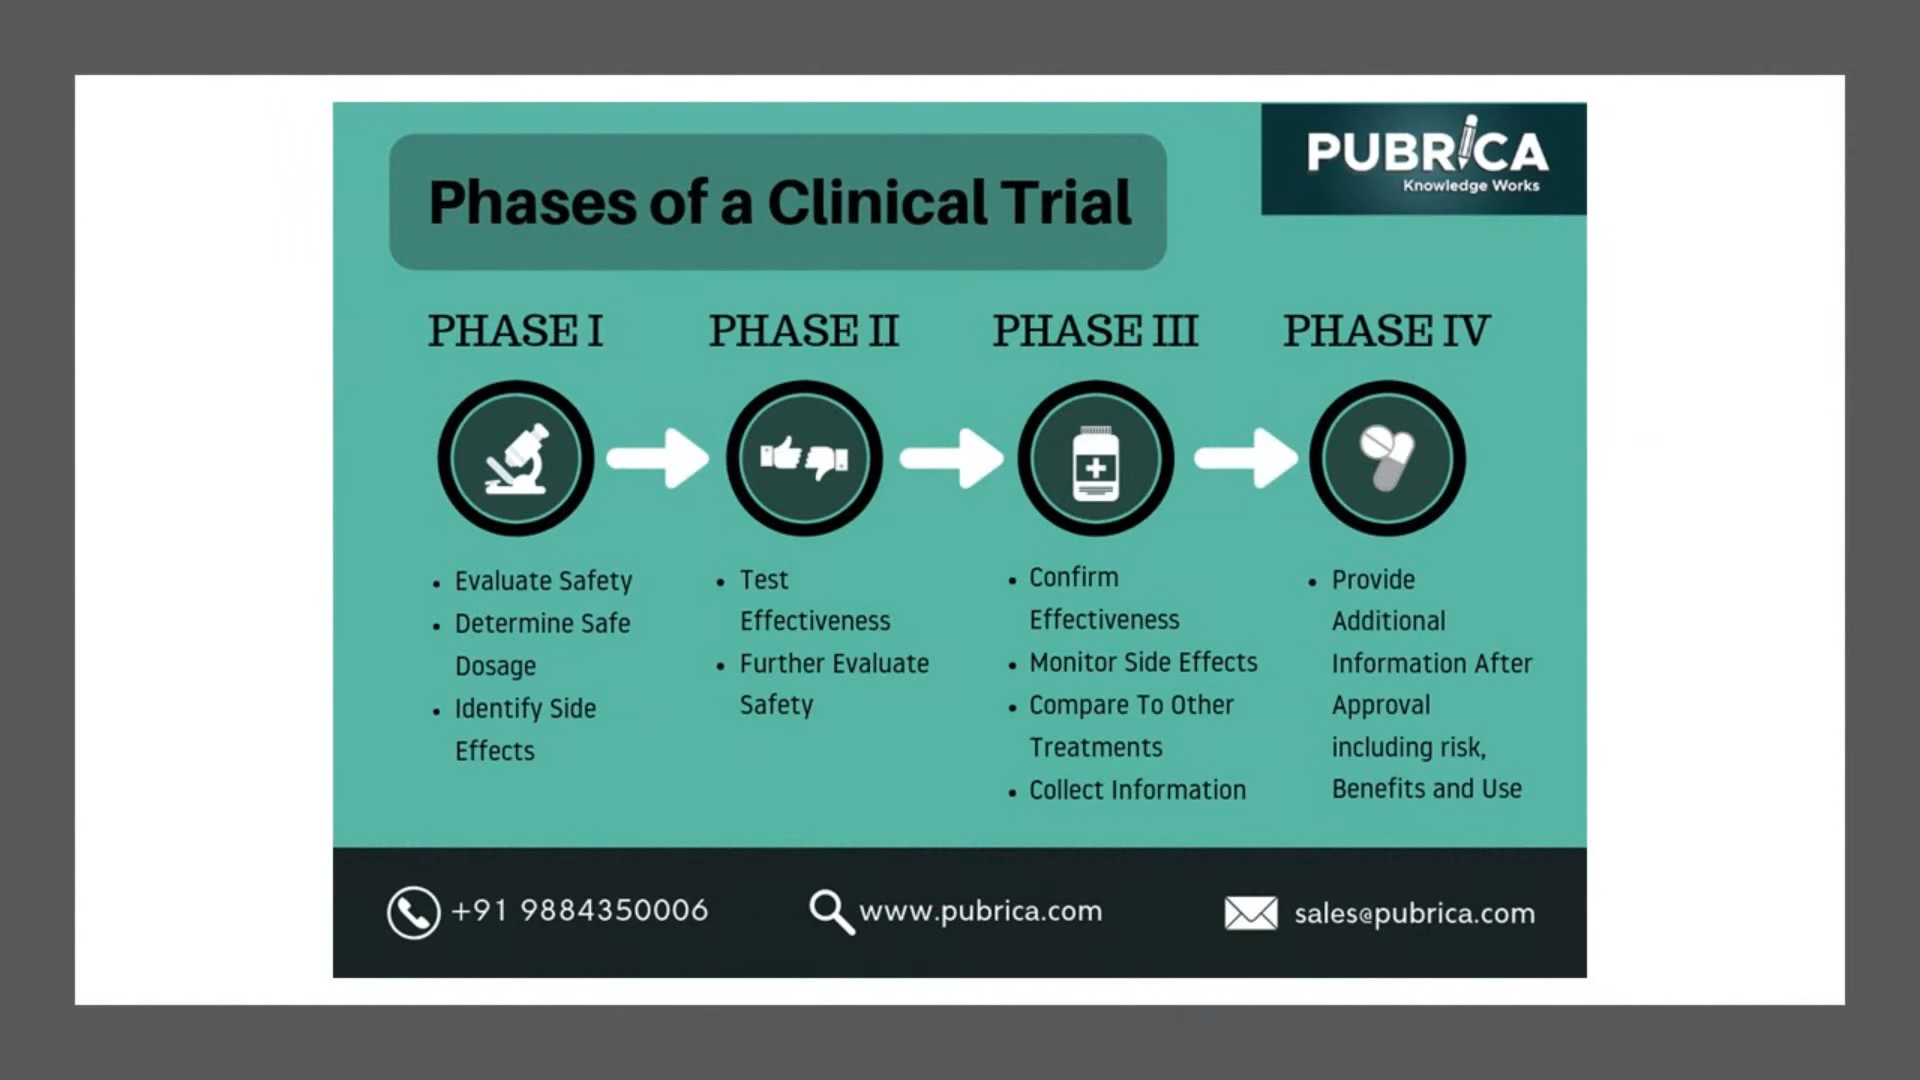 Phases of a Clinical Trial
PUBRICA
Knowledge Works
PHASE I
• Evaluate Safety
• Determine Safe
Dosage
• Identify Side
Effects
PHASE II
• Test
Effectiveness
• Further Evaluate
Safety
PHASE III
• Confirm
Effectiveness
• Monitor Side Effects
• Compare To Other
Treatments
• Collect Information
PHASE IV
• Provide
Additional
Information After
Approval
including risk,
Benefits and Use
+91 9884350006
www.pubrica.com
sales@pubrica.com